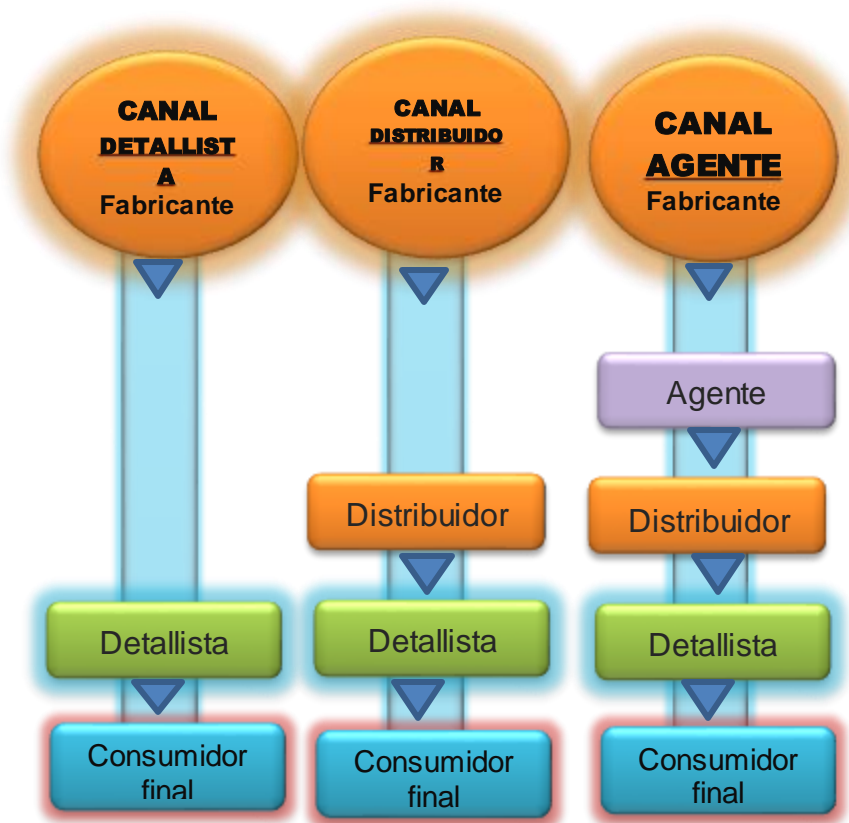 CANAL
DETALLIST
A
Fabricante
CANAL
DISTRIBUIDO
R
Fabricante
CANAL
AGENTE
Fabricante
Agente
Distribuidor
Distribuidor
Detallista
Detallista
Detallista
Consumidor
final
Consumidor
final
Consumidor
final